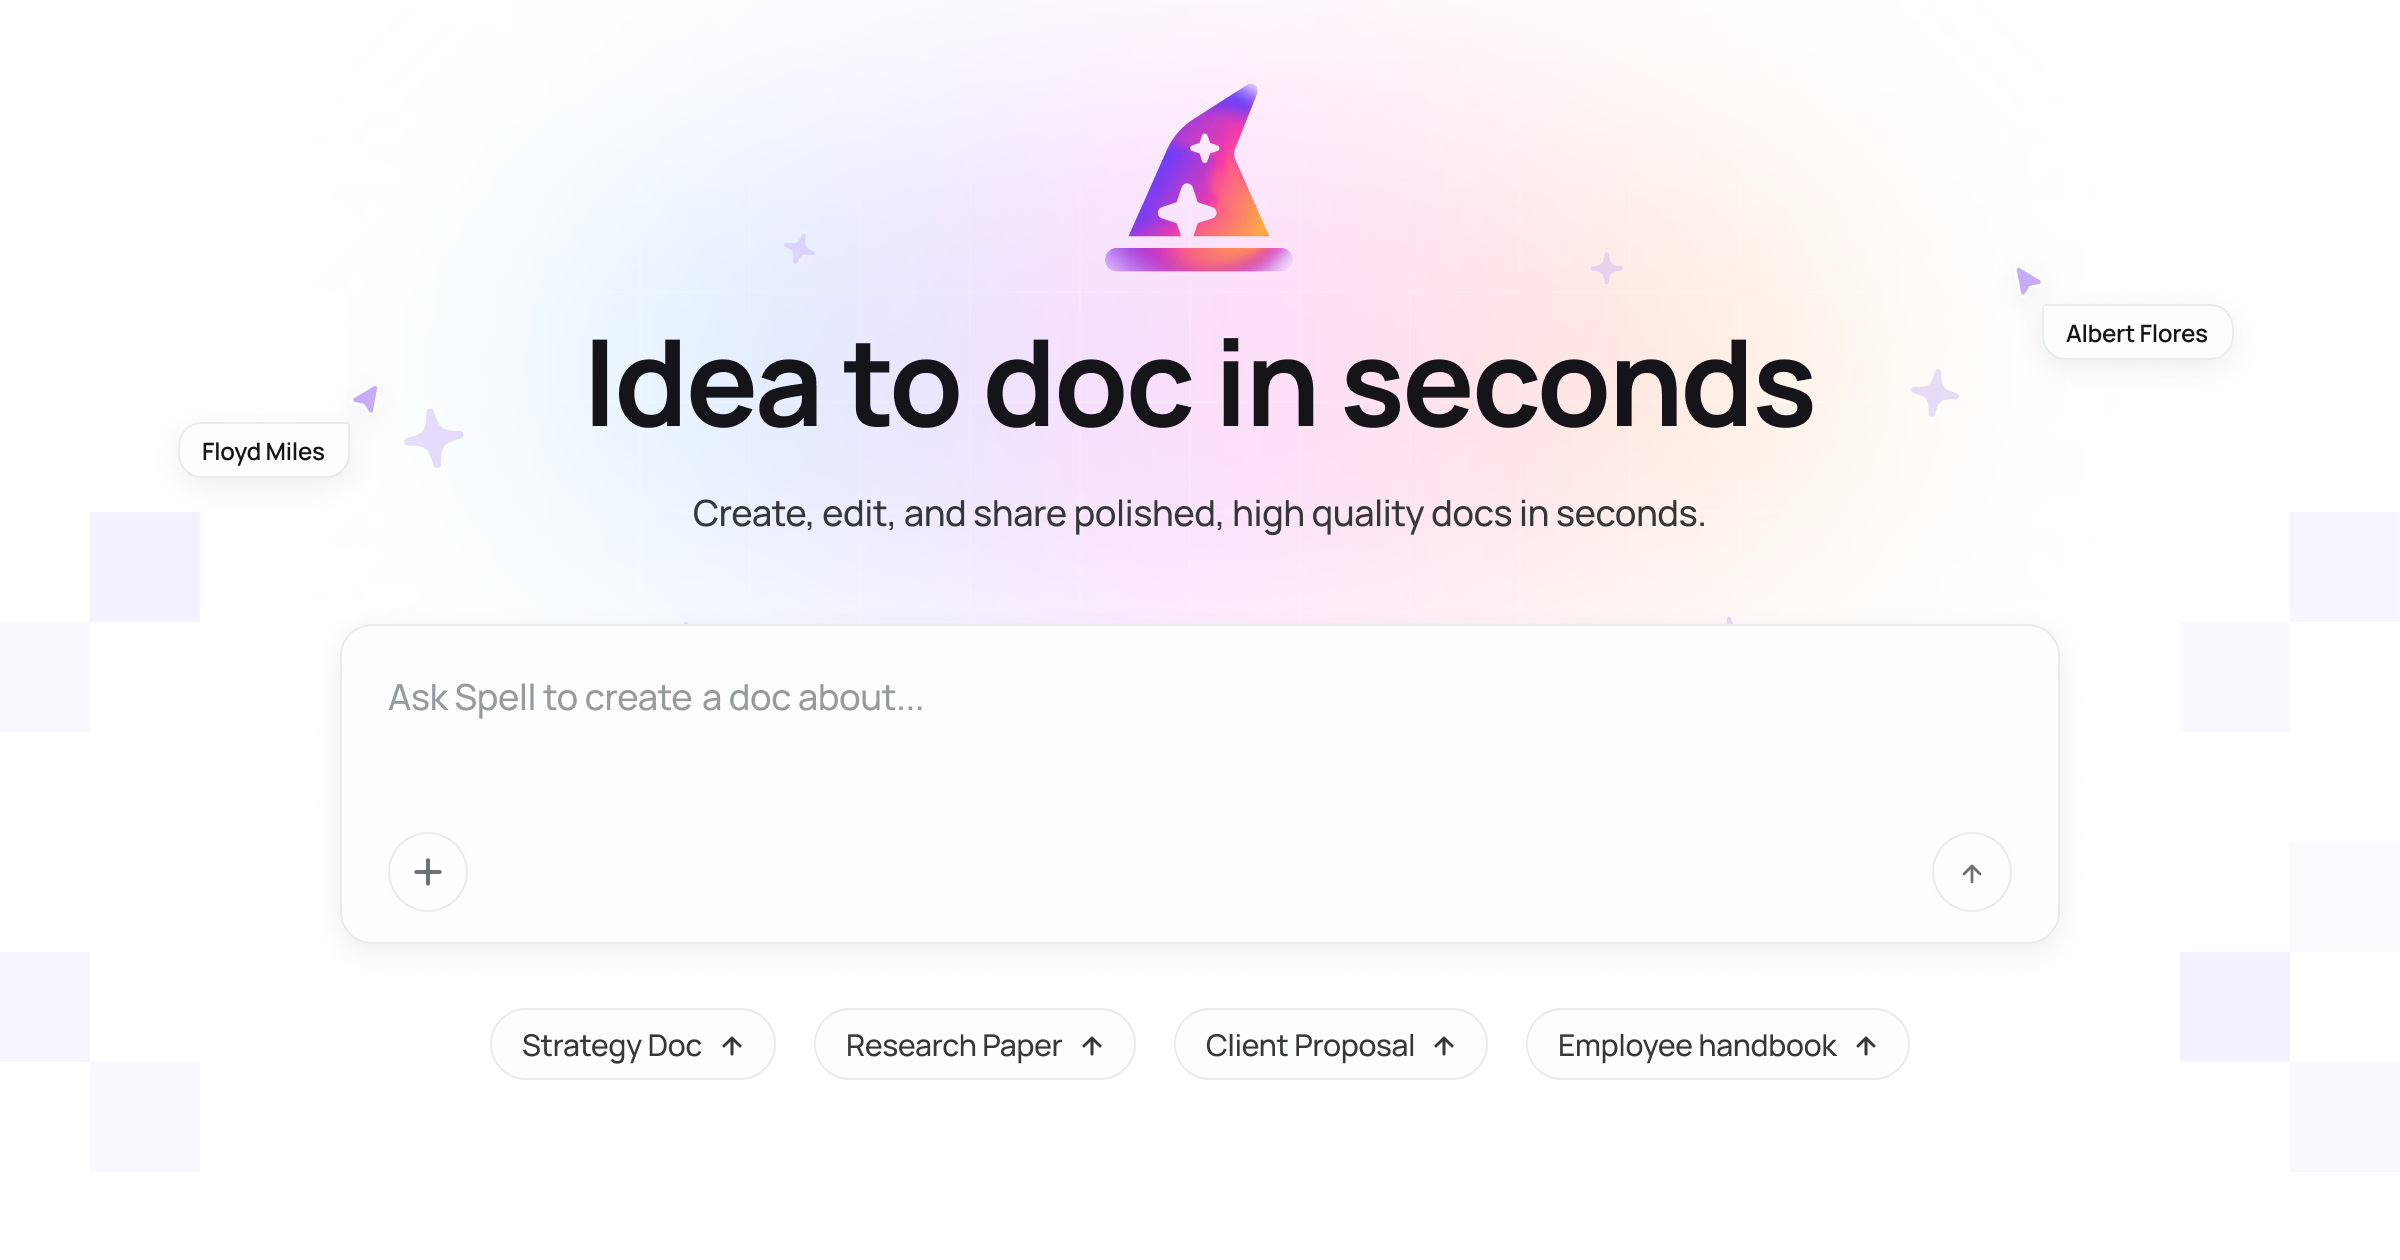 Idea to doc in seconds
Albert Flores
Floyd Miles
Create, edit, and share polished, high quality docs in seconds.
Ask Spell to create a doc about...
Strategy Doc
Research Paper
Client Proposal
Employee handbook